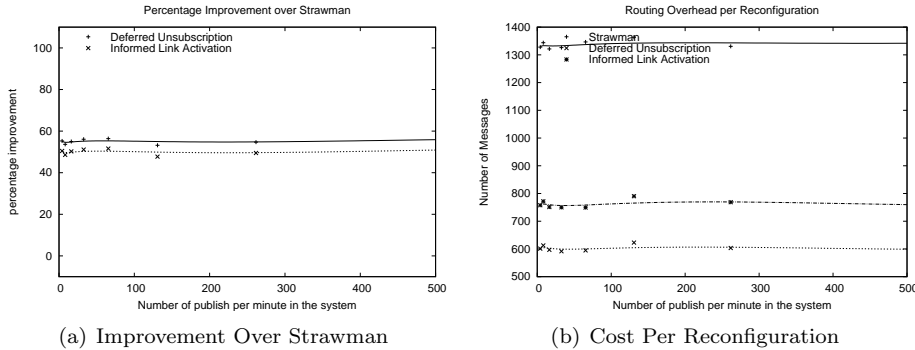 Percentage Improvement over Strawman
Deferred Unsubscription
Informed Link Activation
percentage improvement
100
80
60
40
20
0
0 100 200 300 400 500
Number of publish per minute in the system
(a) Improvement Over Strawman
Routing Overhead per Reconfiguration
Strawman
Deferred Unsubscription
Informed Link Activation
Number of Messages
1400
1300
1200
1100
1000
900
800
700
600
500
0 100 200 300 400 500
Number of publish per minute in the system
(b) Cost Per Reconfiguration